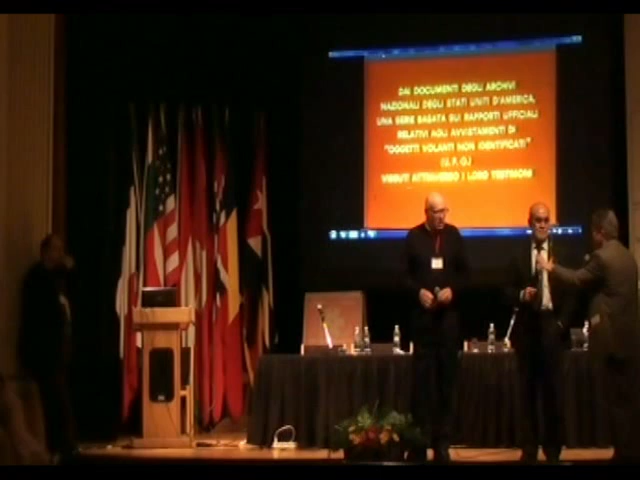 DAI DOCUMENTI DEGLI ARCHIVI
NAZIONALI DEGLI STATI UNITI D'AMERICA,
UNA SERIE BASATA SUI RAPPORTI UFFICIALI
RELATIVI AGLI AVVISTAMENTI DI
"OGGETTI VOLANTI NON IDENTIFICATI"
(U.F.O.)
VISSUTI ATTRAVERSO I LORO TESTIMONI